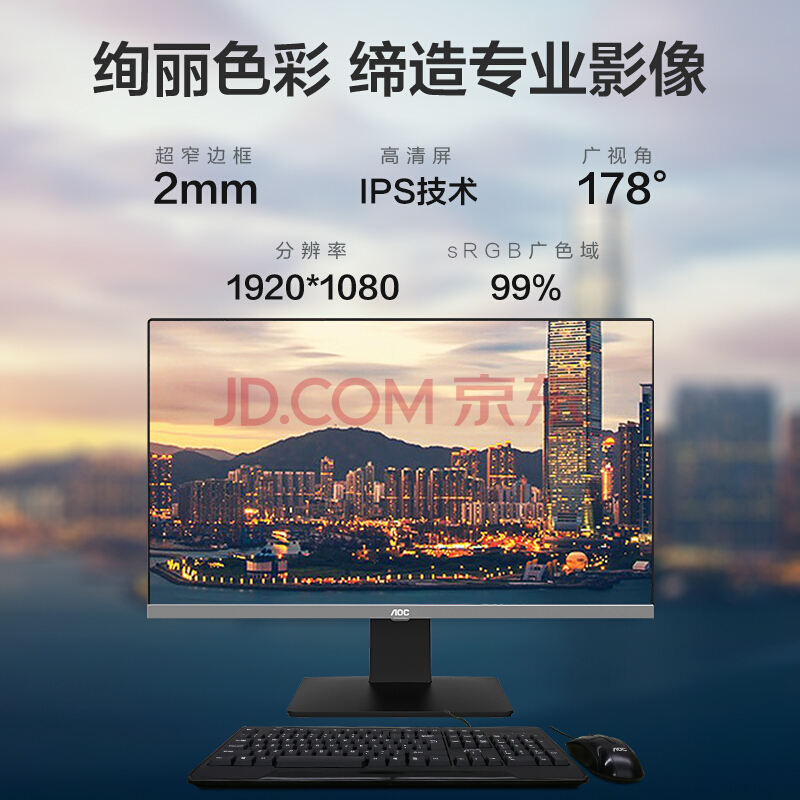 绚丽色彩 缔造专业影像
超窄边框 高清屏 广视角
2mm IPS技术 178°
分辨率 sRGB广色域
1920*1080 99%
JD.COM 京东
AOC
AOC